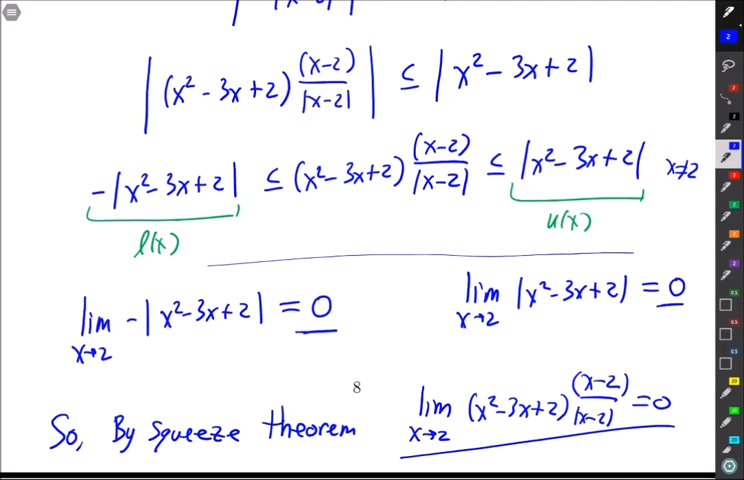 |(x²-3x+2) (x-2)/|x-2|| ≤ |x²-3x+2|
-|x²-3x+2| ≤ (x²-3x+2) (x-2)/|x-2| ≤ |x²-3x+2| x≠2
l(x) u(x)
lim x→2 -|x²-3x+2| = 0 lim x→2 |x²-3x+2| = 0
8
So, By squeeze theorem lim x→2 (x²-3x+2) (x-2)/|x-2| = 0